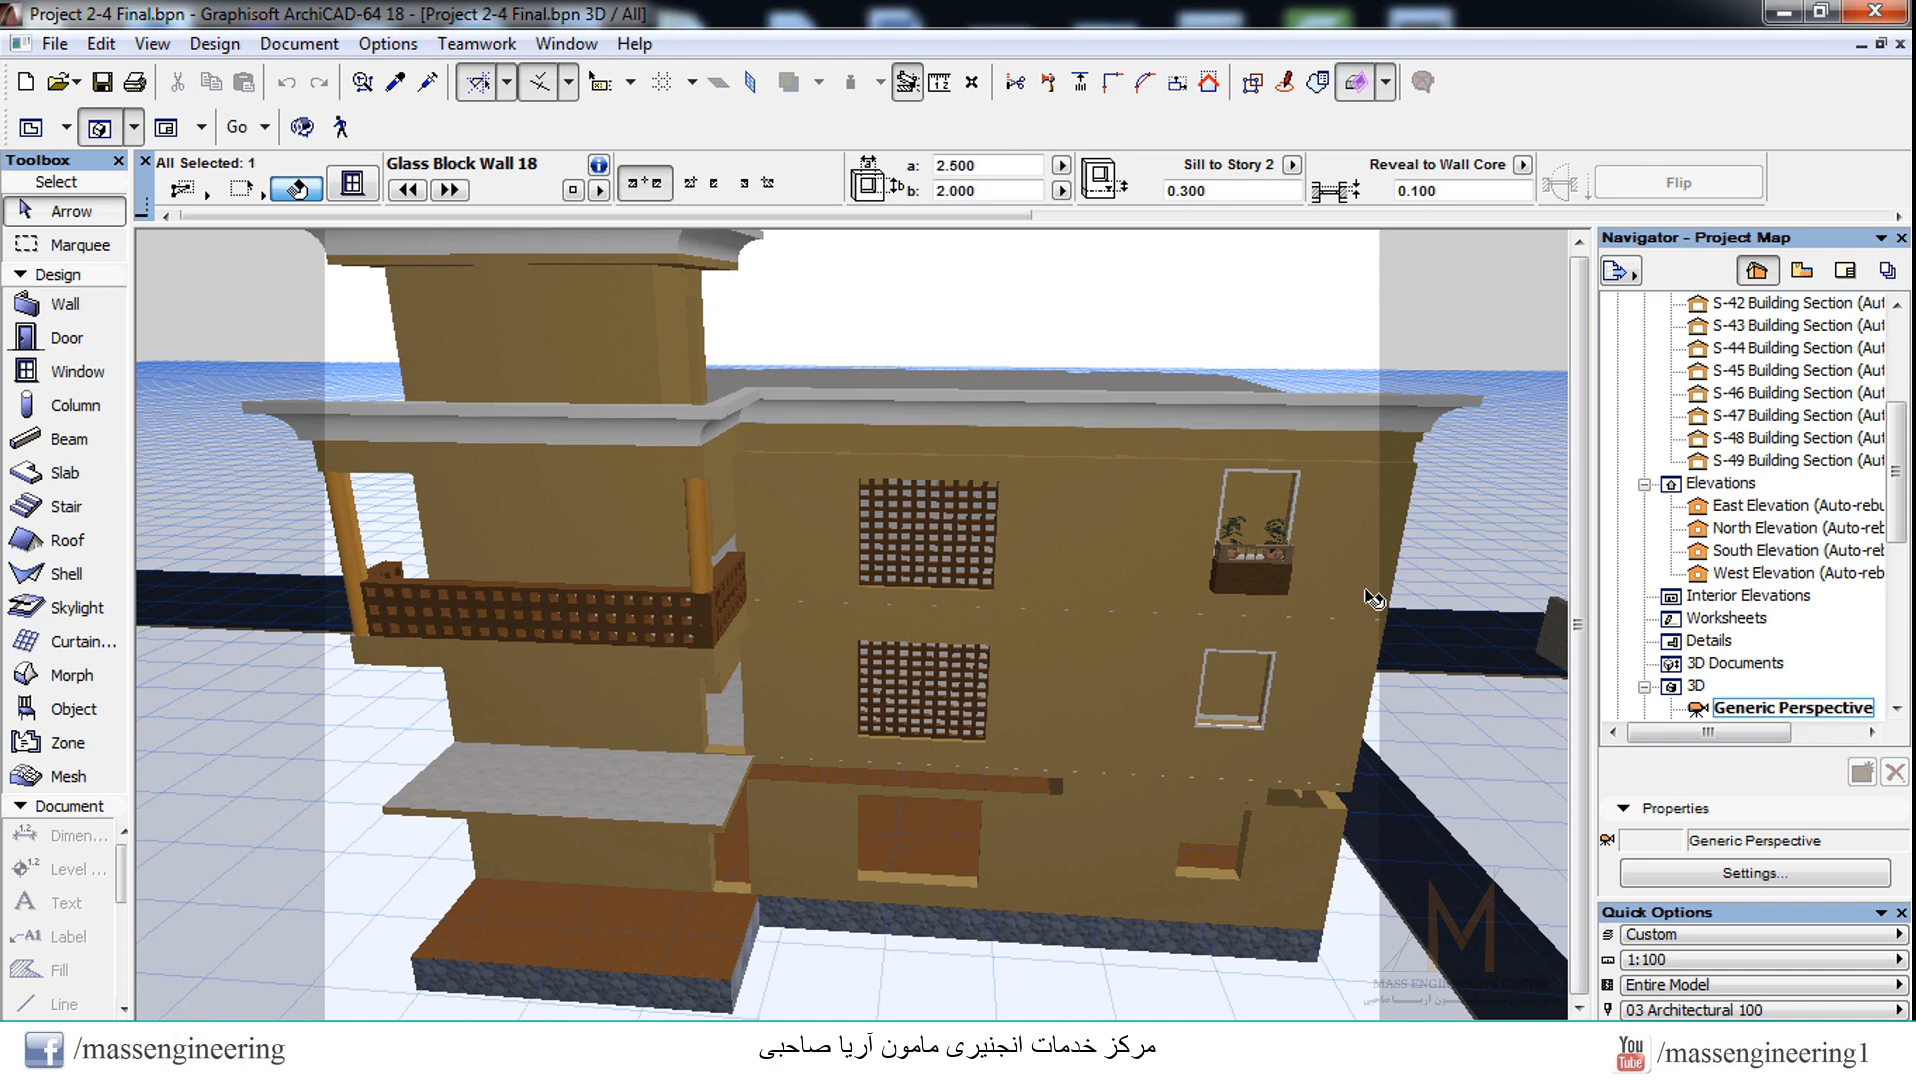 Project 2-4 Final.bpn - Graphisoft ArchiCAD-64 18 - [Project 2-4 Final.bpn 3D / All]
File Edit View Design Document Options Teamwork Window Help
Go
Toolbox
Select
Arrow
Marquee
Design
Wall
Door
Window
Column
Beam
Slab
Stair
Roof
Shell
Skylight
Curtain...
Morph
Object
Zone
Mesh
Document
Dimen...
Level ...
Text
Label
Fill
Line
All Selected: 1
Glass Block Wall 18
a: 2.500
b: 2.000
Sill to Story 2
0.300
Reveal to Wall Core
0.100
Flip
Navigator - Project Map
S-42 Building Section (Aut
S-43 Building Section (Aut
S-44 Building Section (Aut
S-45 Building Section (Aut
S-46 Building Section (Aut
S-47 Building Section (Aut
S-48 Building Section (Aut
S-49 Building Section (Aut
Elevations
East Elevation (Auto-rebu
North Elevation (Auto-reb
South Elevation (Auto-reb
West Elevation (Auto-reb
Interior Elevations
Worksheets
Details
3D Documents
3D
Generic Perspective
Properties
Generic Perspective
Settings...
Quick Options
Custom
1:100
Entire Model
03 Architectural 100
M
MASS ENGINEERING CENTER
/massengineering
مرکز خدمات انجنیری مامون آریا صاحبی
You Tube /massengineering1